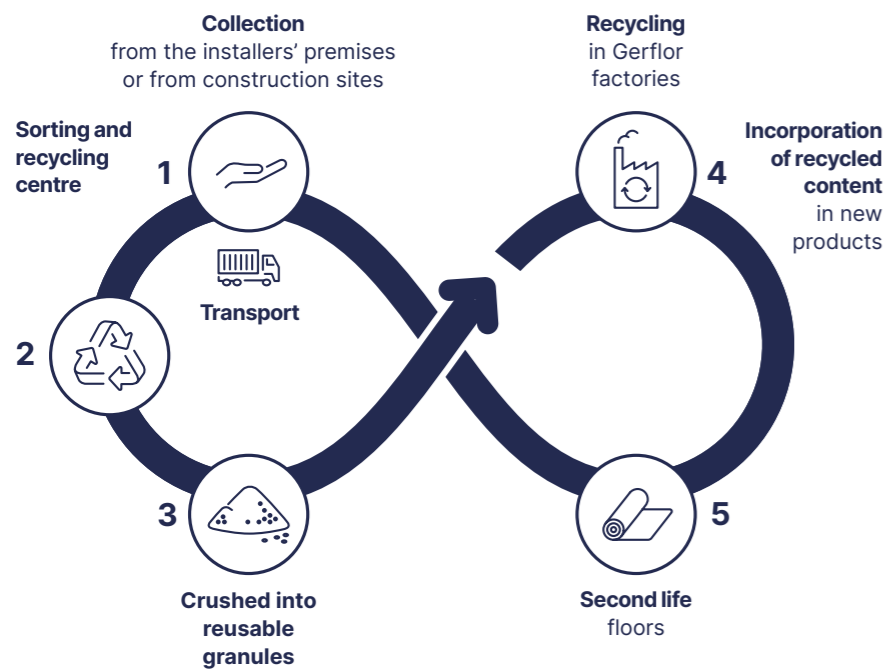 Collection
from the installers’ premises
or from construction sites
Recycling
in Gerflor
factories
Sorting and
recycling
centre
1
4
Incorporation
of recycled
content
in new
products
Transport
2
3
5
Crushed into
reusable
granules
Second life
floors